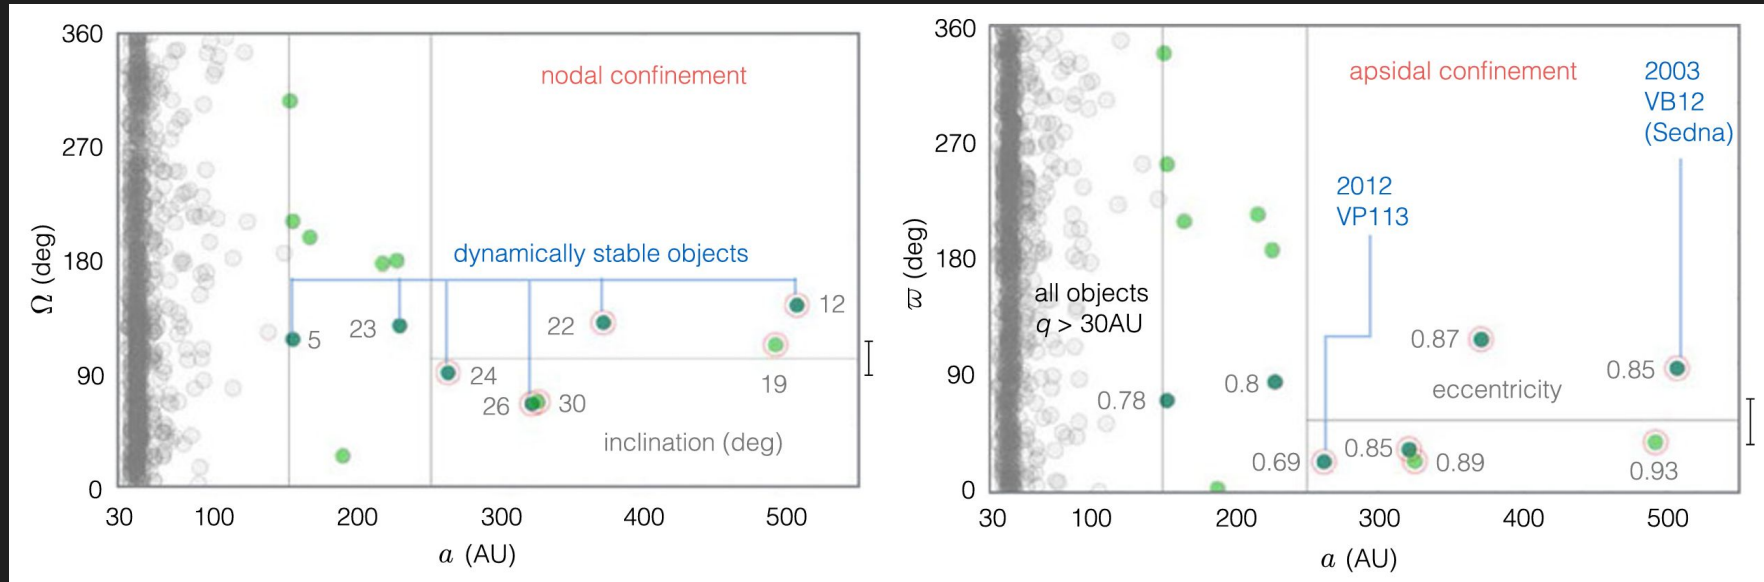 360
270
180
90
0
Ω (deg)
nodal confinement
dynamically stable objects
5
23
24
26
30
22
12
19
inclination (deg)
30
100
200
300
400
500
a (AU)
360
270
180
90
0
ϖ (deg)
apsidal confinement
2003
VB12
(Sedna)
2012
VP113
all objects
q > 30AU
0.87
0.85
0.8
0.78
eccentricity
0.69
0.85
0.89
0.93
30
100
200
300
400
500
a (AU)